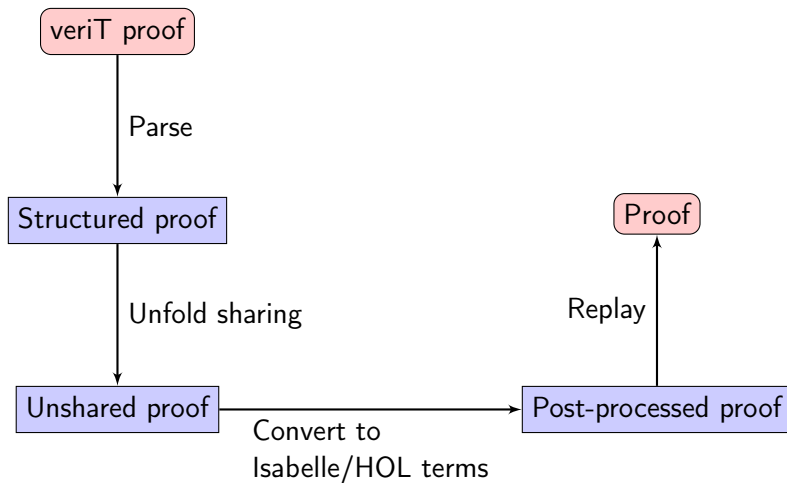 veriT proof
Parse
Structured proof
Proof
Unfold sharing
Replay
Unshared proof
Post-processed proof
Convert to
Isabelle/HOL terms